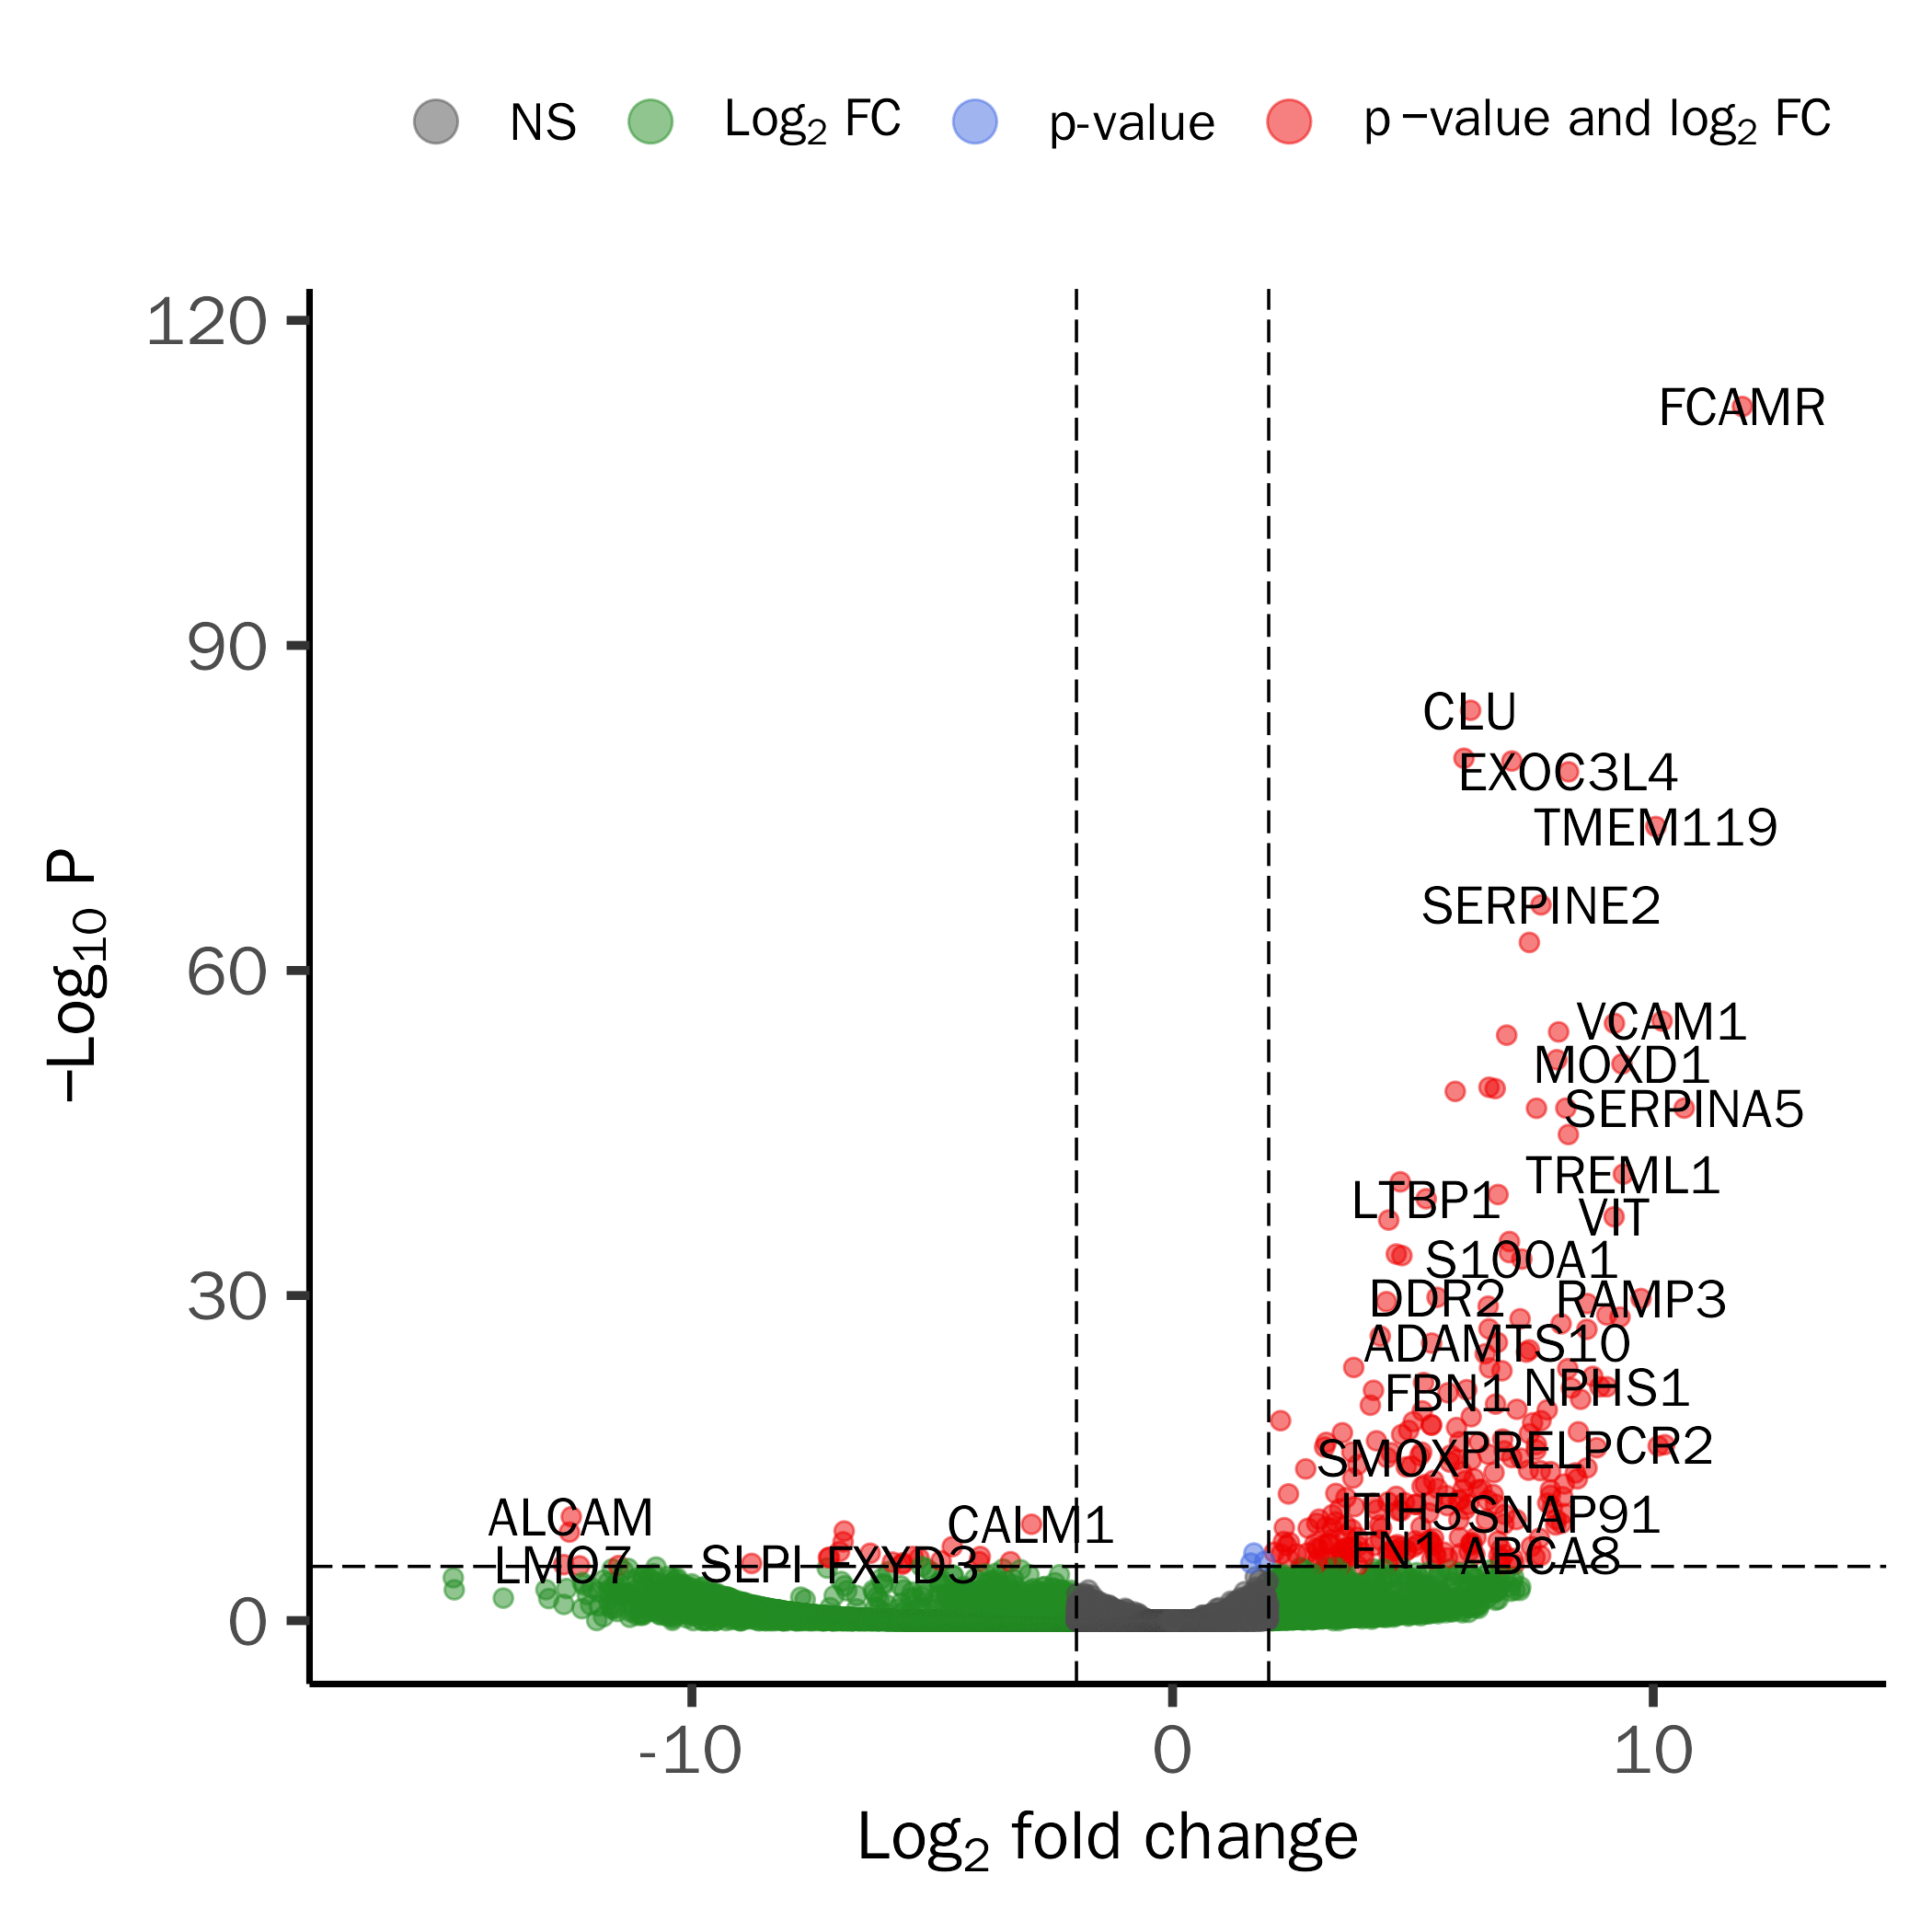 NS Log2 FC p-value p −value and log2 FC
120
FCAMR
90
CLU
EXOC3L4
TMEM119
SERPINE2
60
VCAM1
MOXD1
SERPINA5
TREML1
LTBP1
VIT
S100A1
30
DDR2 RAMP3
ADAMTS10
FBN1 NPHS1
SMOX PRELP CR2
ALCAM CALM1 ITIH5 SNAP91
LMO7 SLPI FXYD3 EN1 ABCA8
0
−Log10 P
-10 0 10
Log2 fold change